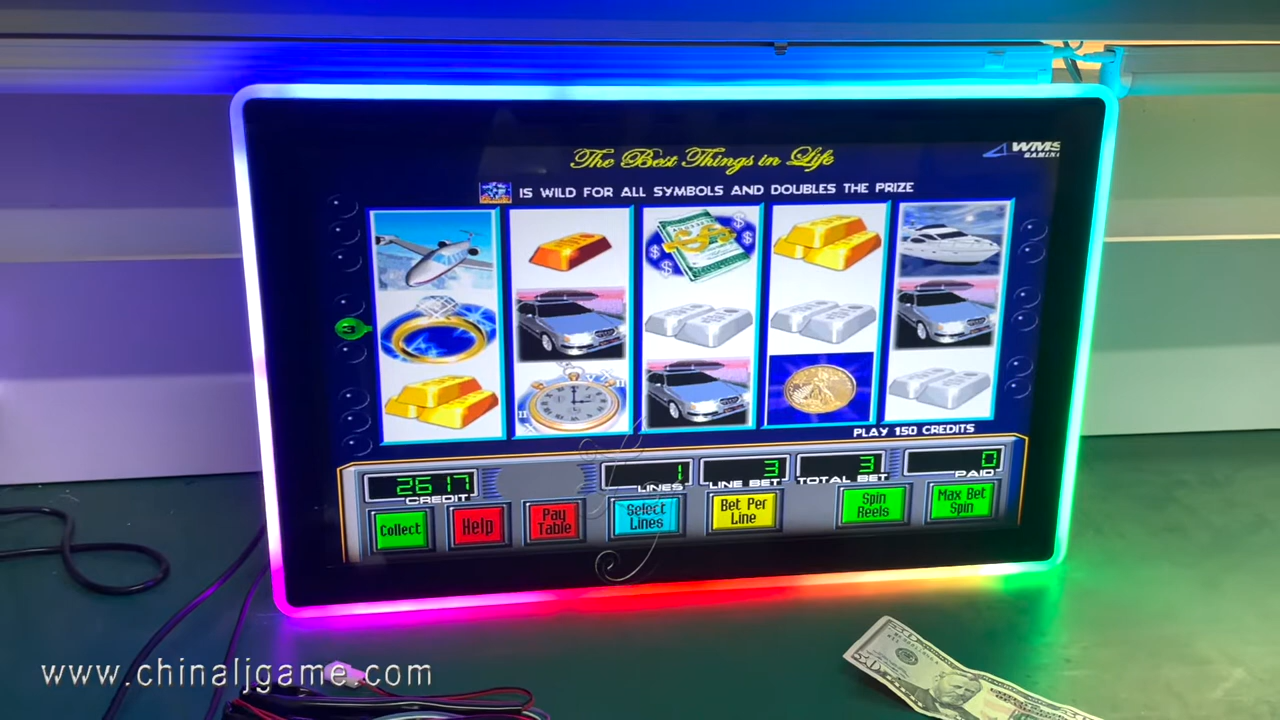 The Best Things in Life
WMS
GAMING
IS WILD FOR ALL SYMBOLS AND DOUBLES THE PRIZE
3
PLAY 150 CREDITS
2617
CREDIT
1
LINES
3
LINE BET
3
TOTAL BET
0
PAID
Collect
Help
Pay
Table
Select
Lines
Bet Per
Line
Spin
Reels
Max Bet
Spin
50
www.chinaljgame.com